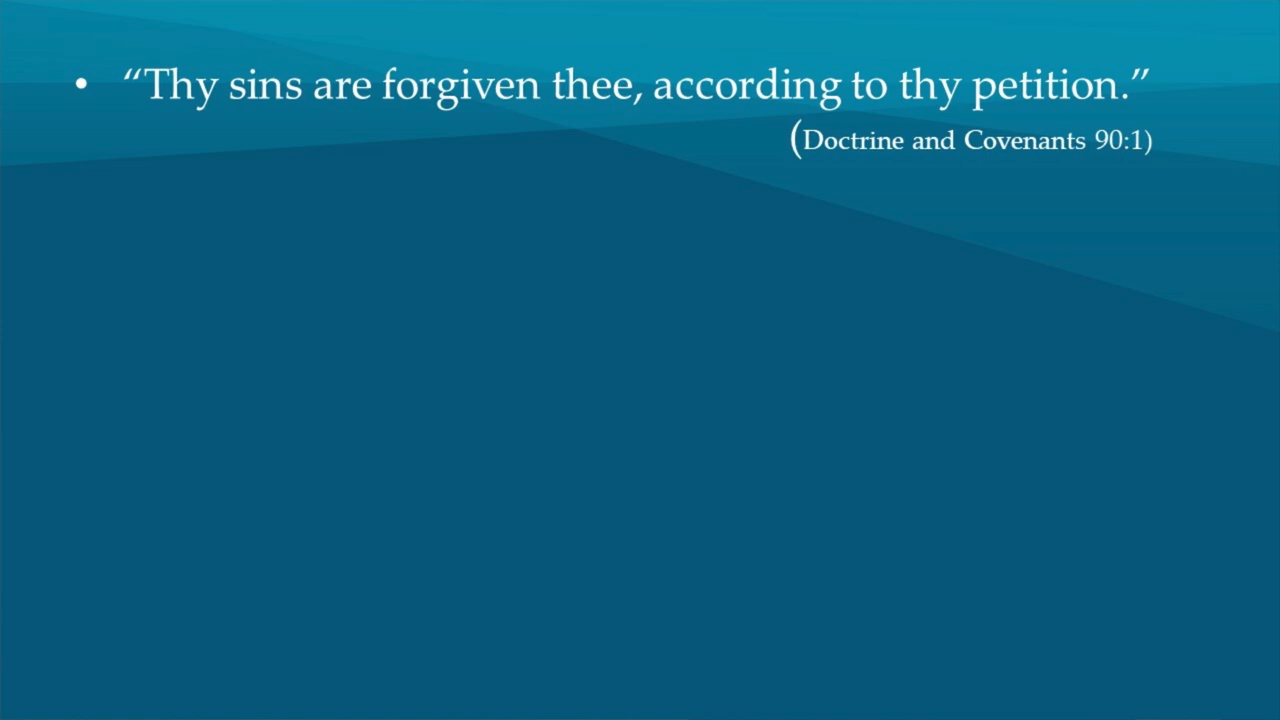 • “Thy sins are forgiven thee, according to thy petition.”
(Doctrine and Covenants 90:1)